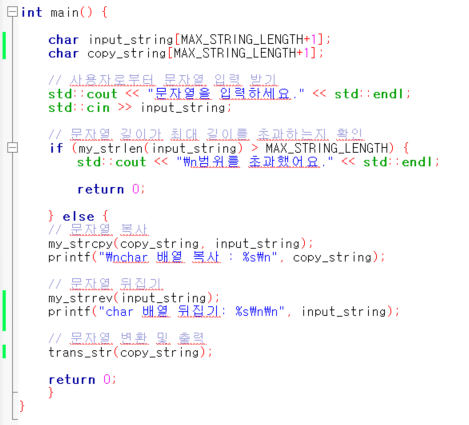 int main() {
char input_string[MAX_STRING_LENGTH+1];
char copy_string[MAX_STRING_LENGTH+1];
// 사용자로부터 문자열 입력 받기
std::cout << "문자열을 입력하세요." << std::endl;
std::cin >> input_string;
// 문자열 길이가 최대 길이를 초과하는지 확인
if (my_strlen(input_string) > MAX_STRING_LENGTH) {
std::cout << "₩n범위를 초과했어요." << std::endl;
return 0;
} else {
// 문자열 복사
my_strcpy(copy_string, input_string);
printf("₩nchar 배열 복사 : %s₩n", copy_string);
// 문자열 뒤집기
my_strrev(input_string);
printf("char 배열 뒤집기: %s₩n₩n", input_string);
// 문자열 변환 및 출력
trans_str(copy_string);
return 0;
}
}